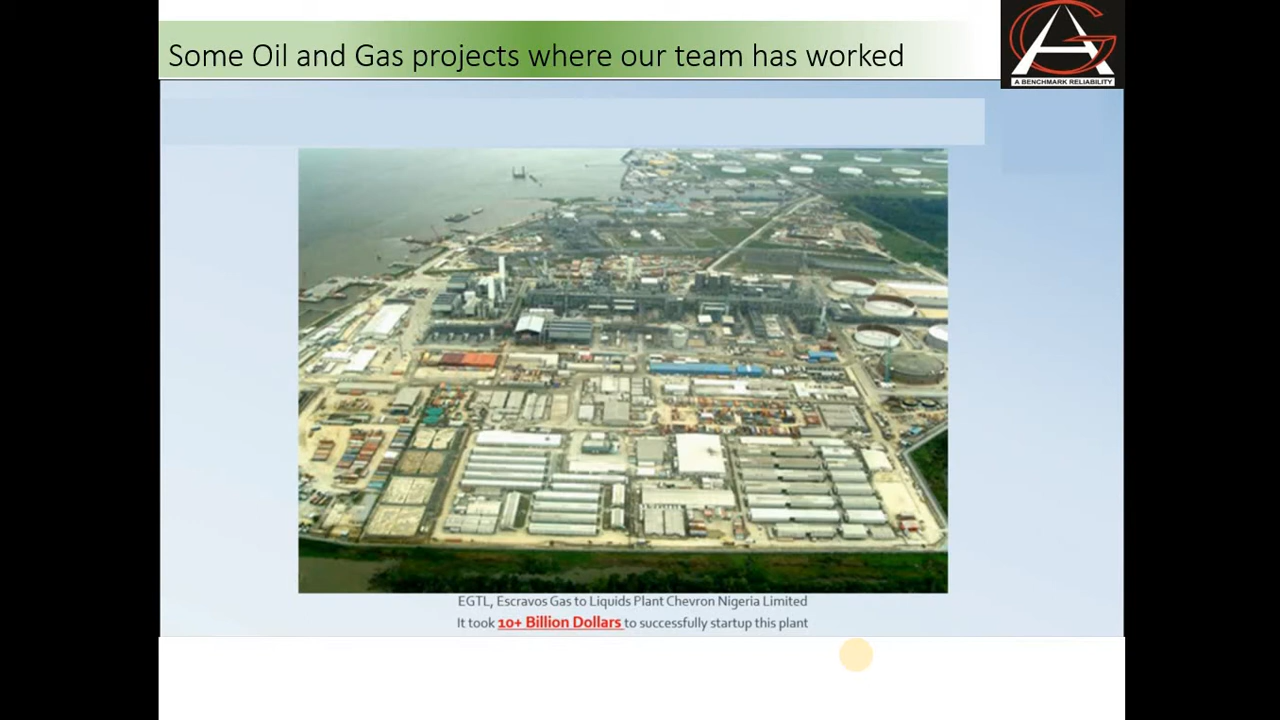 Some Oil and Gas projects where our team has worked
AG
A BENCHMARK RELIABILITY
EGTL, Escravos Gas to Liquids Plant Chevron Nigeria Limited
It took 10+ Billion Dollars to successfully startup this plant